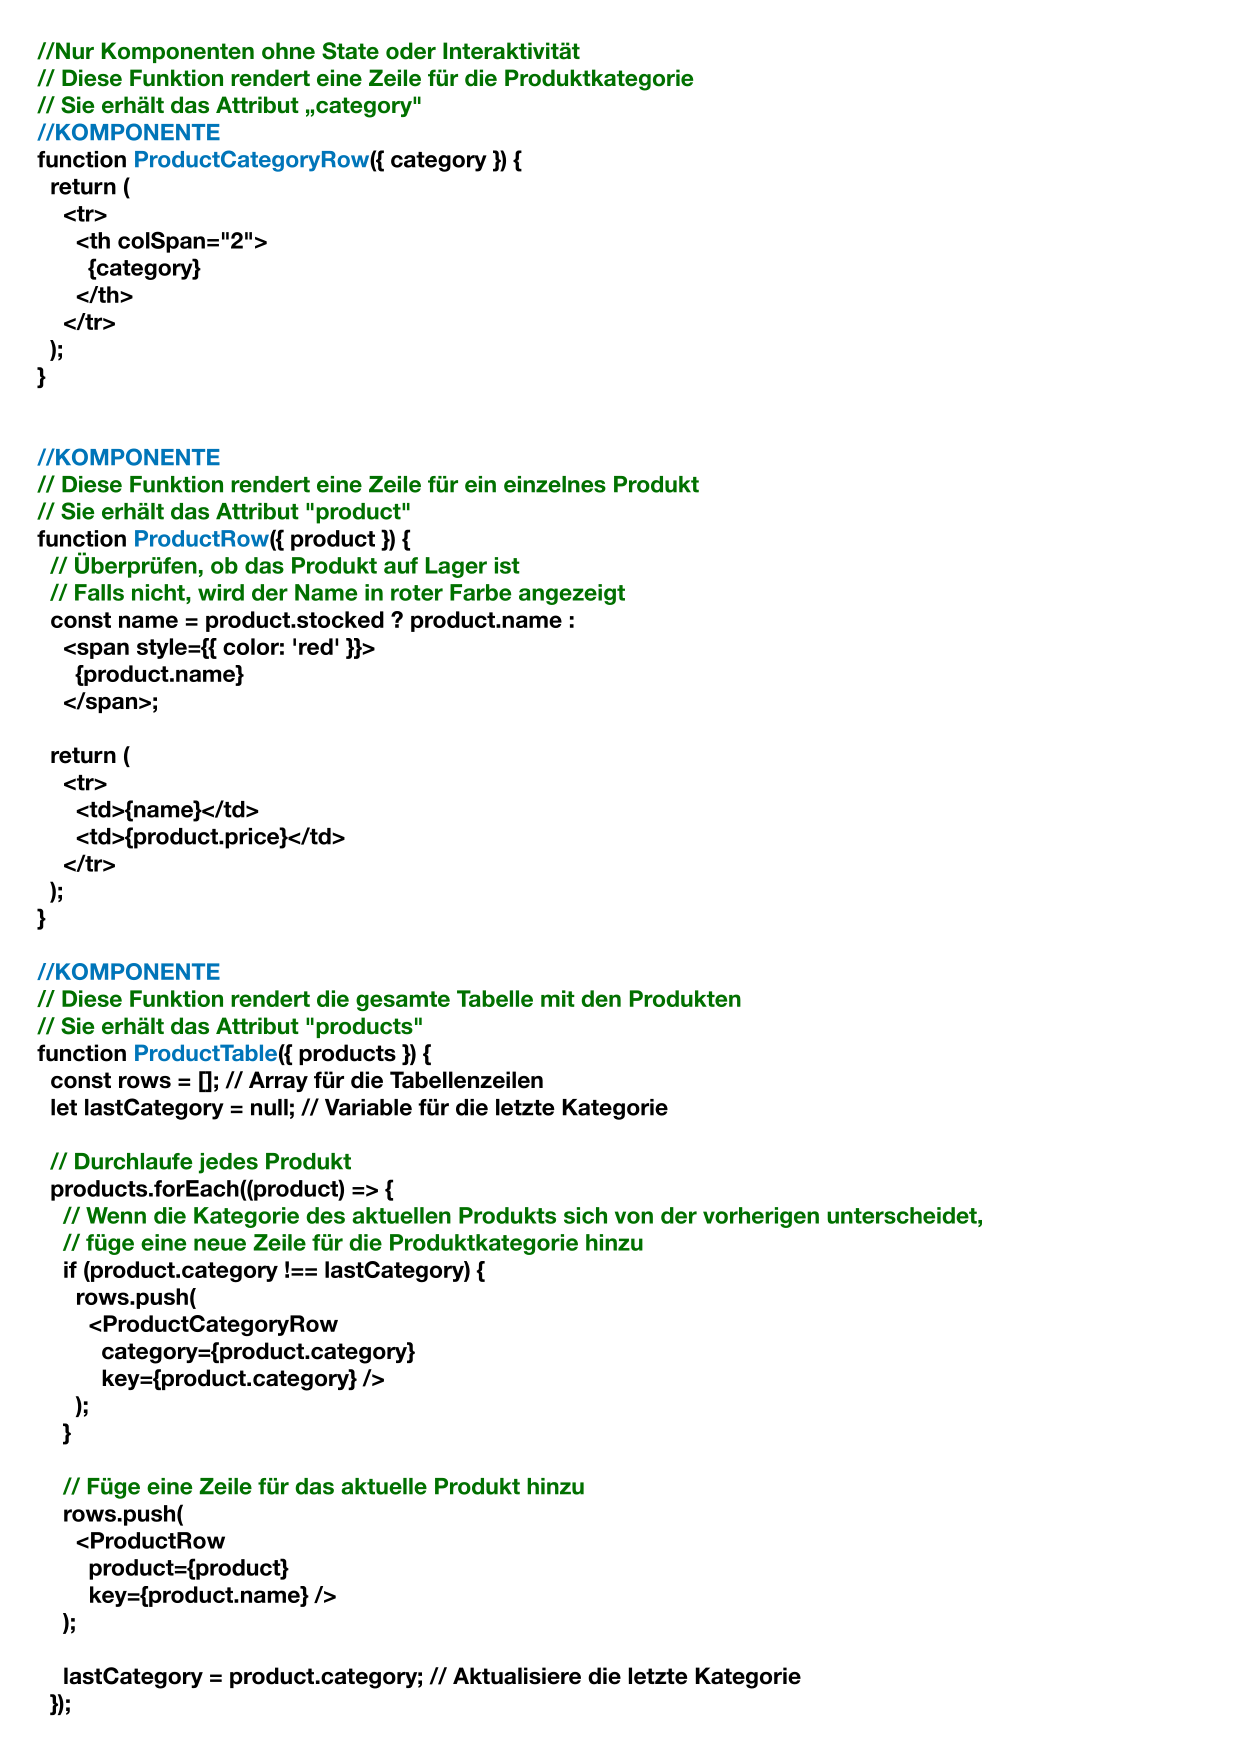 //Nur Komponenten ohne State oder Interaktivität
// Diese Funktion rendert eine Zeile für die Produktkategorie
// Sie erhält das Attribut „category"
//KOMPONENTE
function ProductCategoryRow({ category }) {
  return (
    <tr>
      <th colSpan="2">
        {category}
      </th>
    </tr>
  );
}
//KOMPONENTE
// Diese Funktion rendert eine Zeile für ein einzelnes Produkt
// Sie erhält das Attribut "product"
function ProductRow({ product }) {
  // Überprüfen, ob das Produkt auf Lager ist
  // Falls nicht, wird der Name in roter Farbe angezeigt
  const name = product.stocked ? product.name :
    <span style={{ color: 'red' }}>
      {product.name}
    </span>;
  return (
    <tr>
      <td>{name}</td>
      <td>{product.price}</td>
    </tr>
  );
}
//KOMPONENTE
// Diese Funktion rendert die gesamte Tabelle mit den Produkten
// Sie erhält das Attribut "products"
function ProductTable({ products }) {
  const rows = []; // Array für die Tabellenzeilen
  let lastCategory = null; // Variable für die letzte Kategorie
  // Durchlaufe jedes Produkt
  products.forEach((product) => {
    // Wenn die Kategorie des aktuellen Produkts sich von der vorherigen unterscheidet,
    // füge eine neue Zeile für die Produktkategorie hinzu
    if (product.category !== lastCategory) {
      rows.push(
        <ProductCategoryRow
          category={product.category}
          key={product.category} />
      );
    }
    // Füge eine Zeile für das aktuelle Produkt hinzu
    rows.push(
      <ProductRow
        product={product}
        key={product.name} />
    );
    lastCategory = product.category; // Aktualisiere die letzte Kategorie
  });